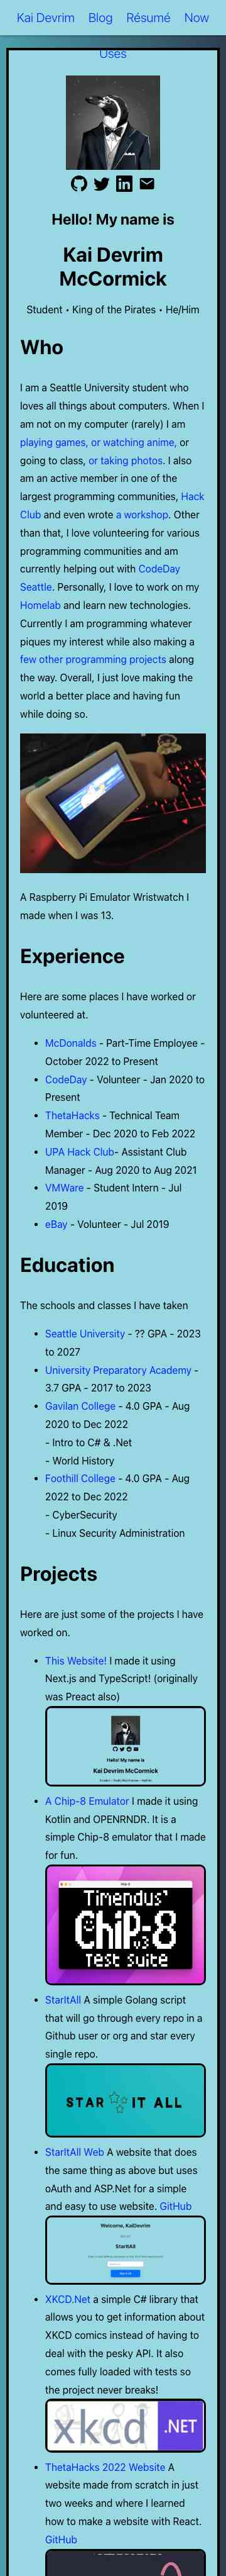 Kai Devrim Blog Résumé Now
Uses
Hello! My name is
Kai Devrim
McCormick
Student • King of the Pirates • He/Him
Who
I am a Seattle University student who
loves all things about computers. When I
am not on my computer (rarely) I am
playing games, or watching anime, or
going to class, or taking photos. I also
am an active member in one of the
largest programming communities, Hack
Club and even wrote a workshop. Other
than that, I love volunteering for various
programming communities and am
currently helping out with CodeDay
Seattle. Personally, I love to work on my
Homelab and learn new technologies.
Currently I am programming whatever
piques my interest while also making a
few other programming projects along
the way. Overall, I just love making the
world a better place and having fun
while doing so.
A Raspberry Pi Emulator Wristwatch I
made when I was 13.
Experience
Here are some places I have worked or
volunteered at.
• McDonalds - Part-Time Employee -
October 2022 to Present
• CodeDay - Volunteer - Jan 2020 to
Present
• ThetaHacks - Technical Team
Member - Dec 2020 to Feb 2022
• UPA Hack Club- Assistant Club
Manager - Aug 2020 to Aug 2021
• VMWare - Student Intern - Jul
2019
• eBay - Volunteer - Jul 2019
Education
The schools and classes I have taken
• Seattle University - ?? GPA - 2023
to 2027
• University Preparatory Academy -
3.7 GPA - 2017 to 2023
• Gavilan College - 4.0 GPA - Aug
2020 to Dec 2022
- Intro to C# & .Net
- World History
• Foothill College - 4.0 GPA - Aug
2022 to Dec 2022
- CyberSecurity
- Linux Security Administration
Projects
Here are just some of the projects I have
worked on.
• This Website! I made it using
Next.js and TypeScript! (originally
was Preact also)
Hello! My name is
Kai Devrim McCormick
• A Chip-8 Emulator I made it using
Kotlin and OPENRNDR. It is a
simple Chip-8 emulator that I made
for fun.
Chip-8
Timendus'
CHIP-8
Test suite
• StarItAll A simple Golang script
that will go through every repo in a
Github user or org and star every
single repo.
STAR IT ALL
• StarItAll Web A website that does
the same thing as above but uses
oAuth and ASP.Net for a simple
and easy to use website. GitHub
Welcome, KaiDevrim
StarItAll
• XKCD.Net a simple C# library that
allows you to get information about
XKCD comics instead of having to
deal with the pesky API. It also
comes fully loaded with tests so
the project never breaks!
xkcd .NET
• ThetaHacks 2022 Website A
website made from scratch in just
two weeks and where I learned
how to make a website with React.
GitHub